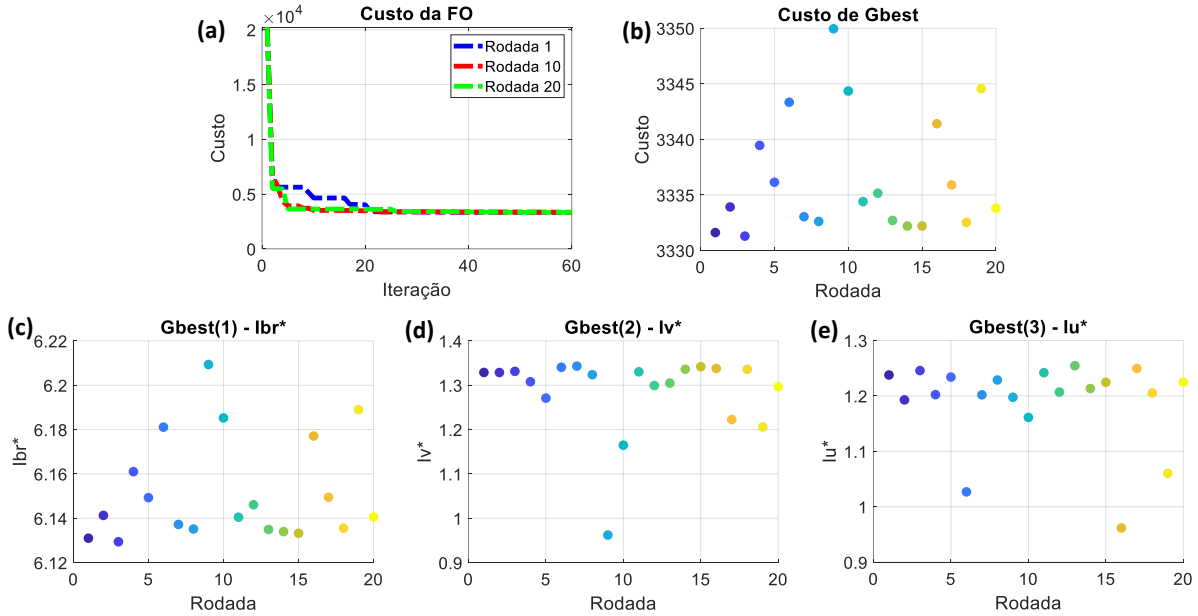 (a)
Custo da FO
×10⁴
2
1.5
1
0.5
0
0
20
40
60
Custo
Iteração
Rodada 1
Rodada 10
Rodada 20
(b)
Custo de Gbest
3350
3345
3340
3335
3330
0
5
10
15
20
Custo
Rodada
(c)
Gbest(1) - Ibr*
6.22
6.2
6.18
6.16
6.14
6.12
0
5
10
15
20
Ibr*
Rodada
(d)
Gbest(2) - Iv*
1.4
1.3
1.2
1.1
1
0.9
0
5
10
15
20
Iv*
Rodada
(e)
Gbest(3) - Iu*
1.3
1.2
1.1
1
0.9
0
5
10
15
20
Iu*
Rodada